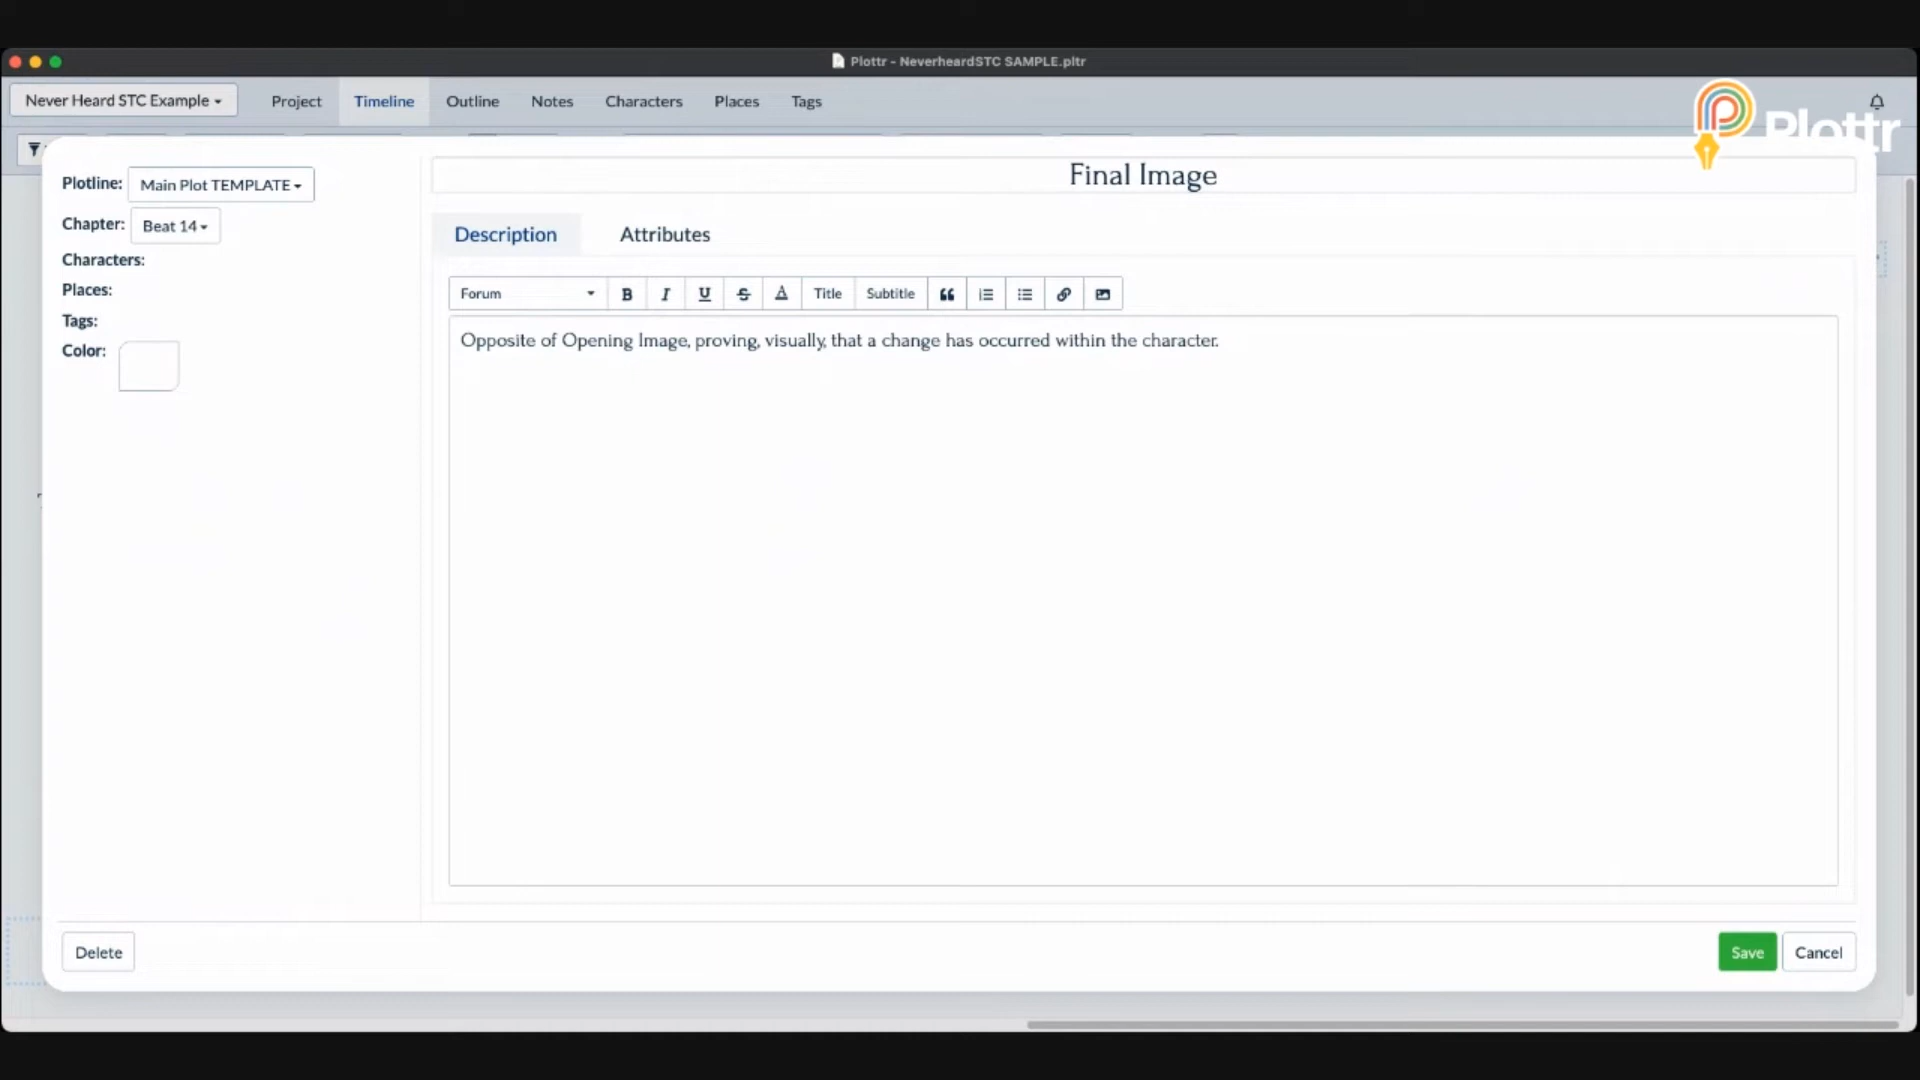 Plottr - NeverheardSTC SAMPLE.pltr
Never Heard STC Example
Project
Timeline
Outline
Notes
Characters
Places
Tags
Plottr
Plotline: Main Plot TEMPLATE
Chapter: Beat 14
Characters:
Places:
Tags:
Color:
Final Image
Description
Attributes
Forum
B I U S A Title Subtitle
Opposite of Opening Image, proving, visually, that a change has occurred within the character.
Delete
Save
Cancel